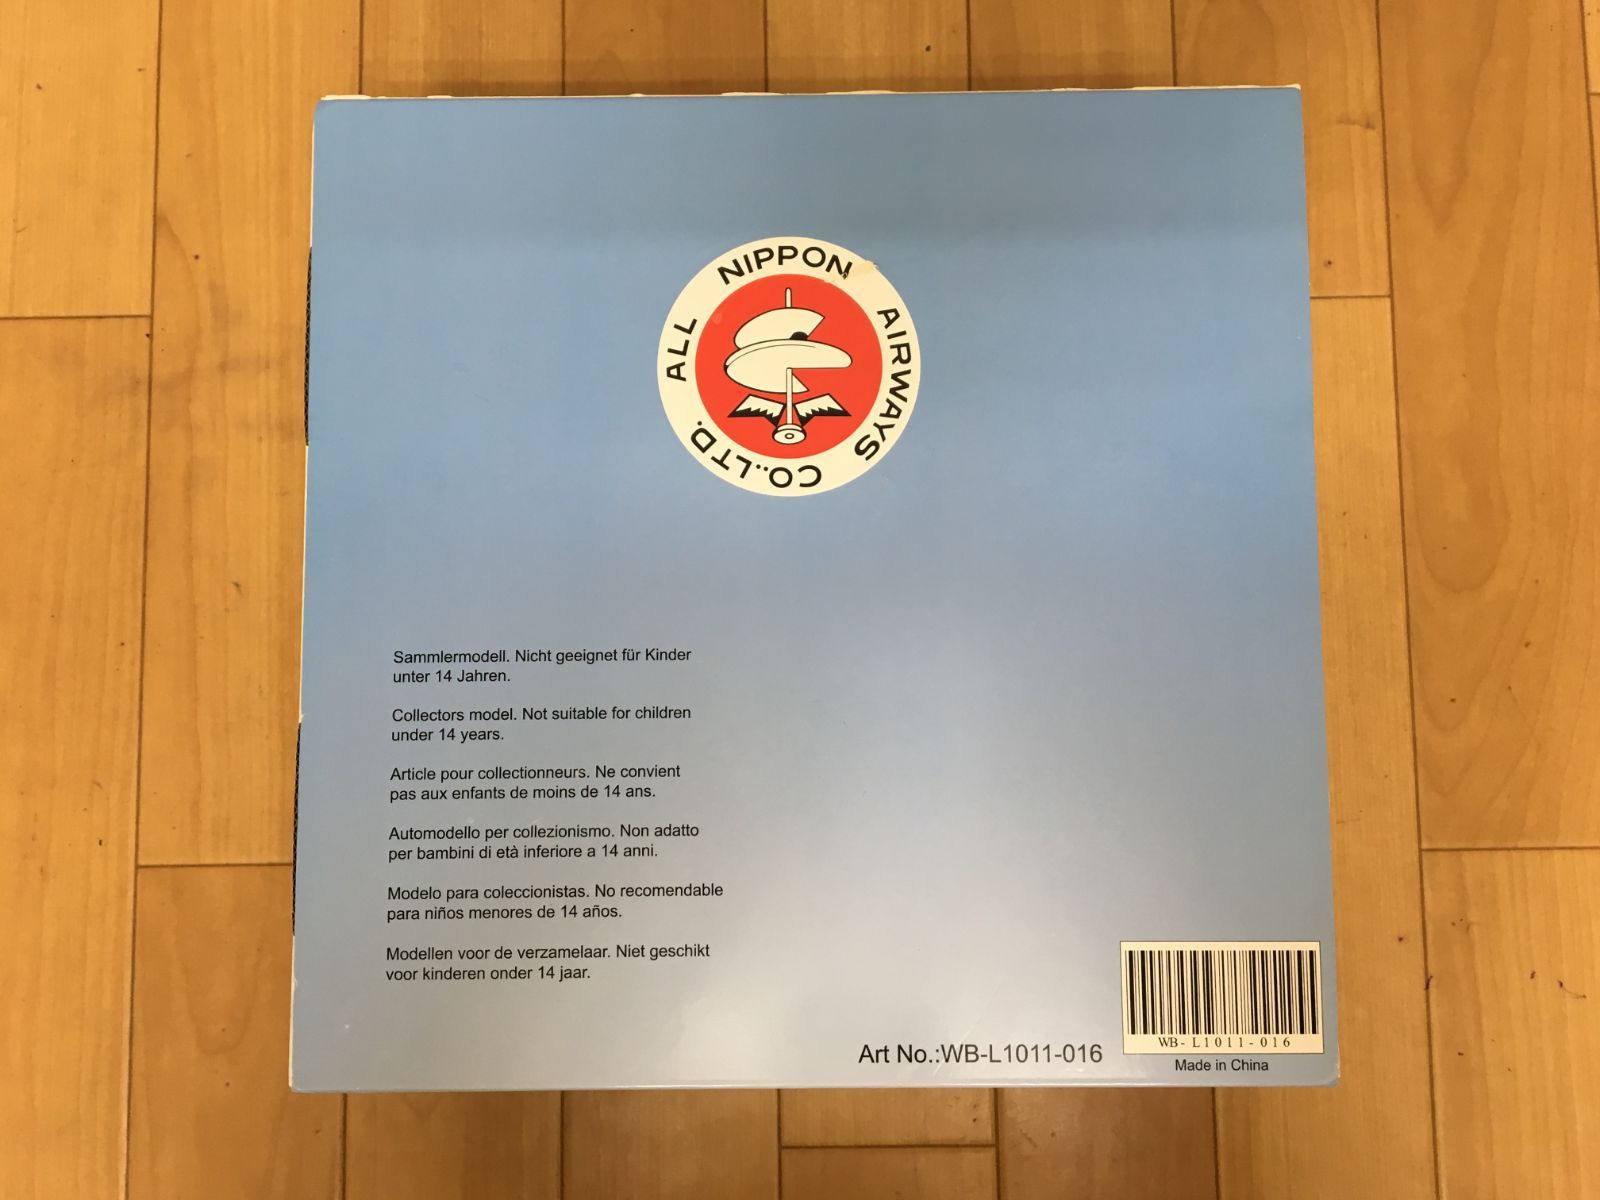 ALL NIPPON AIRWAYS CO.,LTD.
Sammlermodell. Nicht geeignet für Kinder
unter 14 Jahren.
Collectors model. Not suitable for children
under 14 years.
Article pour collectionneurs. Ne convient
pas aux enfants de moins de 14 ans.
Automodello per collezionismo. Non adatto
per bambini di età inferiore a 14 anni.
Modelo para coleccionistas. No recomendable
para niños menores de 14 años.
Modellen voor de verzamelaar. Niet geschikt
voor kinderen onder 14 jaar.
Art No.:WB-L1011-016
WB-L1011-016
Made in China